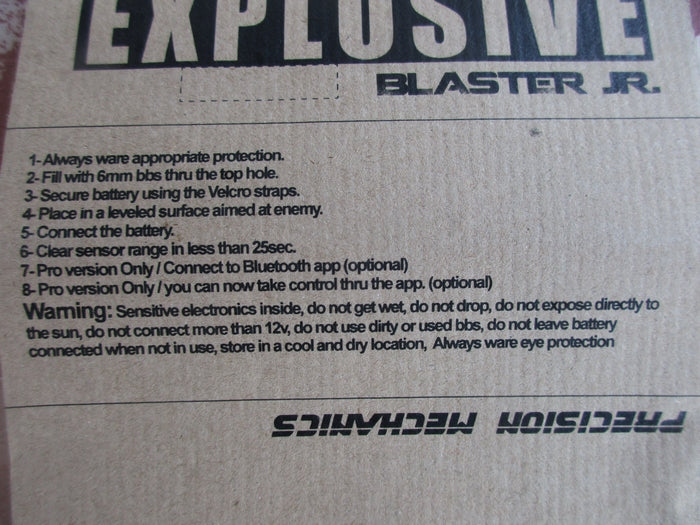 EXPLOSIVE
BLASTER JR.
1- Always ware appropriate protection.
2- Fill with 6mm bbs thru the top hole.
3- Secure battery using the Velcro straps.
4- Place in a leveled surface aimed at enemy.
5- Connect the battery.
6- Clear sensor range in less than 25sec.
7- Pro version Only / Connect to Bluetooth app (optional)
8- Pro version Only / you can now take control thru the app. (optional)
Warning: Sensitive electronics inside, do not get wet, do not drop, do not expose directly to
the sun, do not connect more than 12v, do not use dirty or used bbs, do not leave battery
connected when not in use, store in a cool and dry location, Always ware eye protection
PRECISION MECHANICS